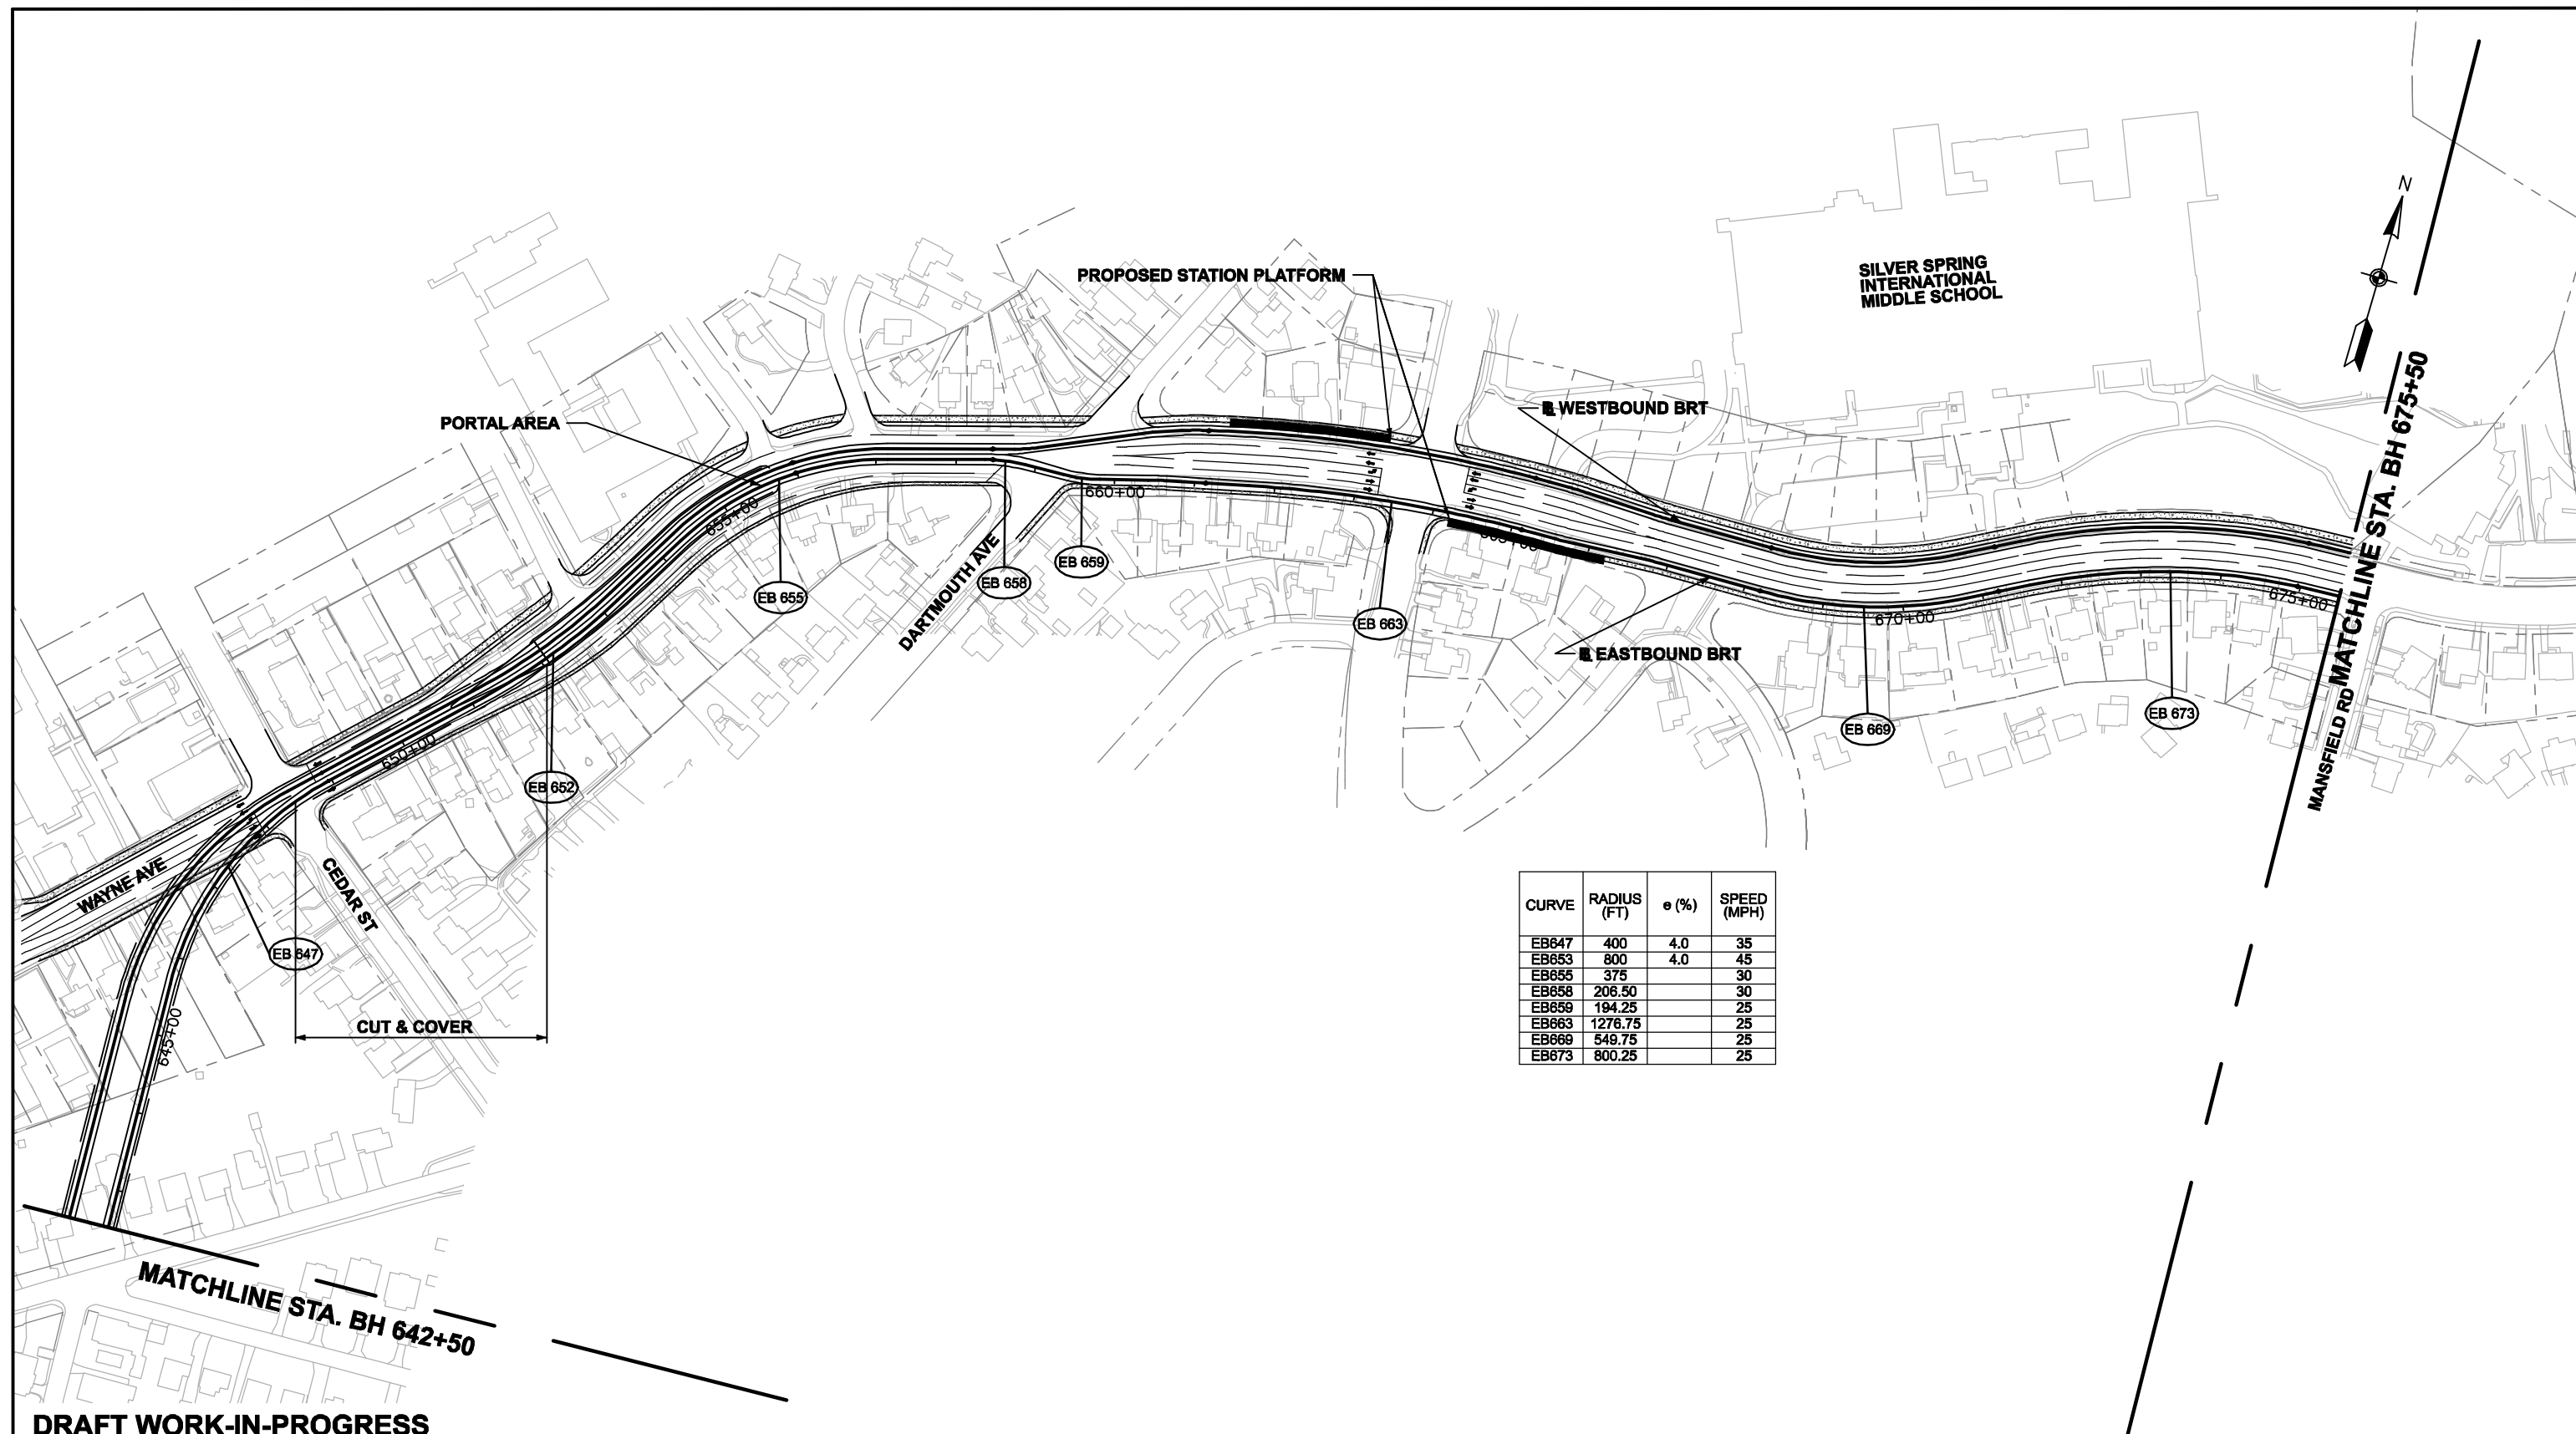 PROPOSED STATION PLATFORM
SILVER SPRING
INTERNATIONAL
MIDDLE SCHOOL
N
PORTAL AREA
WESTBOUND BRT
MATCHLINE STA. BH 675+50
655+00
660+00
EB 655
EB 658
EB 659
DARTMOUTH AVE
EB 663
EASTBOUND BRT
670+00
675+00
EB 669
EB 673
MANSFIELD RD
650+00
EB 652
WAYNE AVE
CEDAR ST
EB 647
CUT & COVER
645+00
CURVE RADIUS (FT) e (%) SPEED (MPH)
EB647 400 4.0 35
EB653 800 4.0 45
EB655 375 30
EB658 206.50 30
EB659 194.25 25
EB663 1276.75 25
EB669 549.75 25
EB673 800.25 25
MATCHLINE STA. BH 642+50
DRAFT WORK-IN-PROGRESS